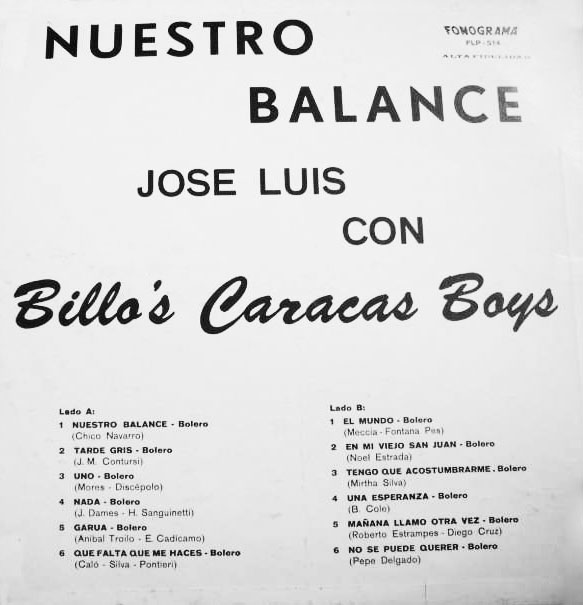 NUESTRO
BALANCE
FONOGRAMA
PLP-514
ALTA FIDELIDAD
JOSE LUIS
CON
Billo's Caracas Boys
Lado A:
1 NUESTRO BALANCE - Bolero
(Chico Navarro)
2 TARDE GRIS - Bolero
(J. M. Contursi)
3 UNO - Bolero
(Mores - Discépolo)
4 NADA - Bolero
(J. Dames - H. Sanguinetti)
5 GARUA - Bolero
(Anibal Troilo - E. Cadicamo)
6 QUE FALTA QUE ME HACES - Bolero
(Caló - Silva - Pontieri)
Lado B:
1 EL MUNDO - Bolero
(Meccia - Fontana Pes)
2 EN MI VIEJO SAN JUAN - Bolero
(Noel Estrada)
3 TENGO QUE ACOSTUMBRARME. Bolero
(Mirtha Silva)
4 UNA ESPERANZA - Bolero
(B. Cole)
5 MAÑANA LLAMO OTRA VEZ - Bolero
(Roberto Estrampes - Diego Cruz)
6 NO SE PUEDE QUERER - Bolero
(Pepe Delgado)